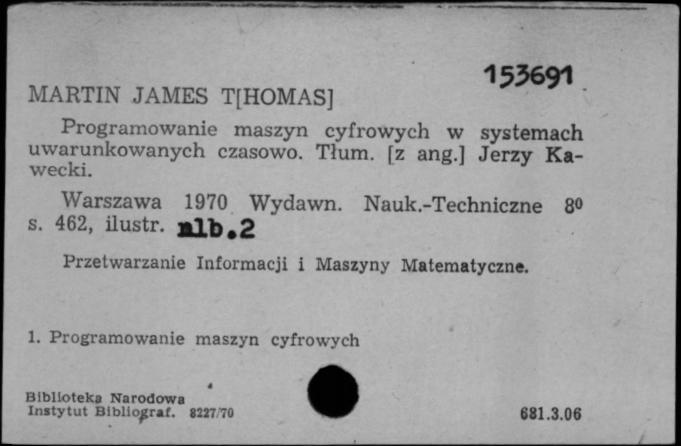 153691
MARTIN JAMES T[HOMAS]
Programowanie maszyn cyfrowych w systemach
uwarunkowanych czasowo. Tłum. [z ang.] Jerzy Ka-
wecki.
Warszawa 1970 Wydawn. Nauk.-Techniczne 8⁰
s. 462, ilustr. nlb.2
Przetwarzanie Informacji i Maszyny Matematyczne.
1. Programowanie maszyn cyfrowych
Biblioteka Narodowa
Instytut Bibliograf. 8227/70 681.3.06